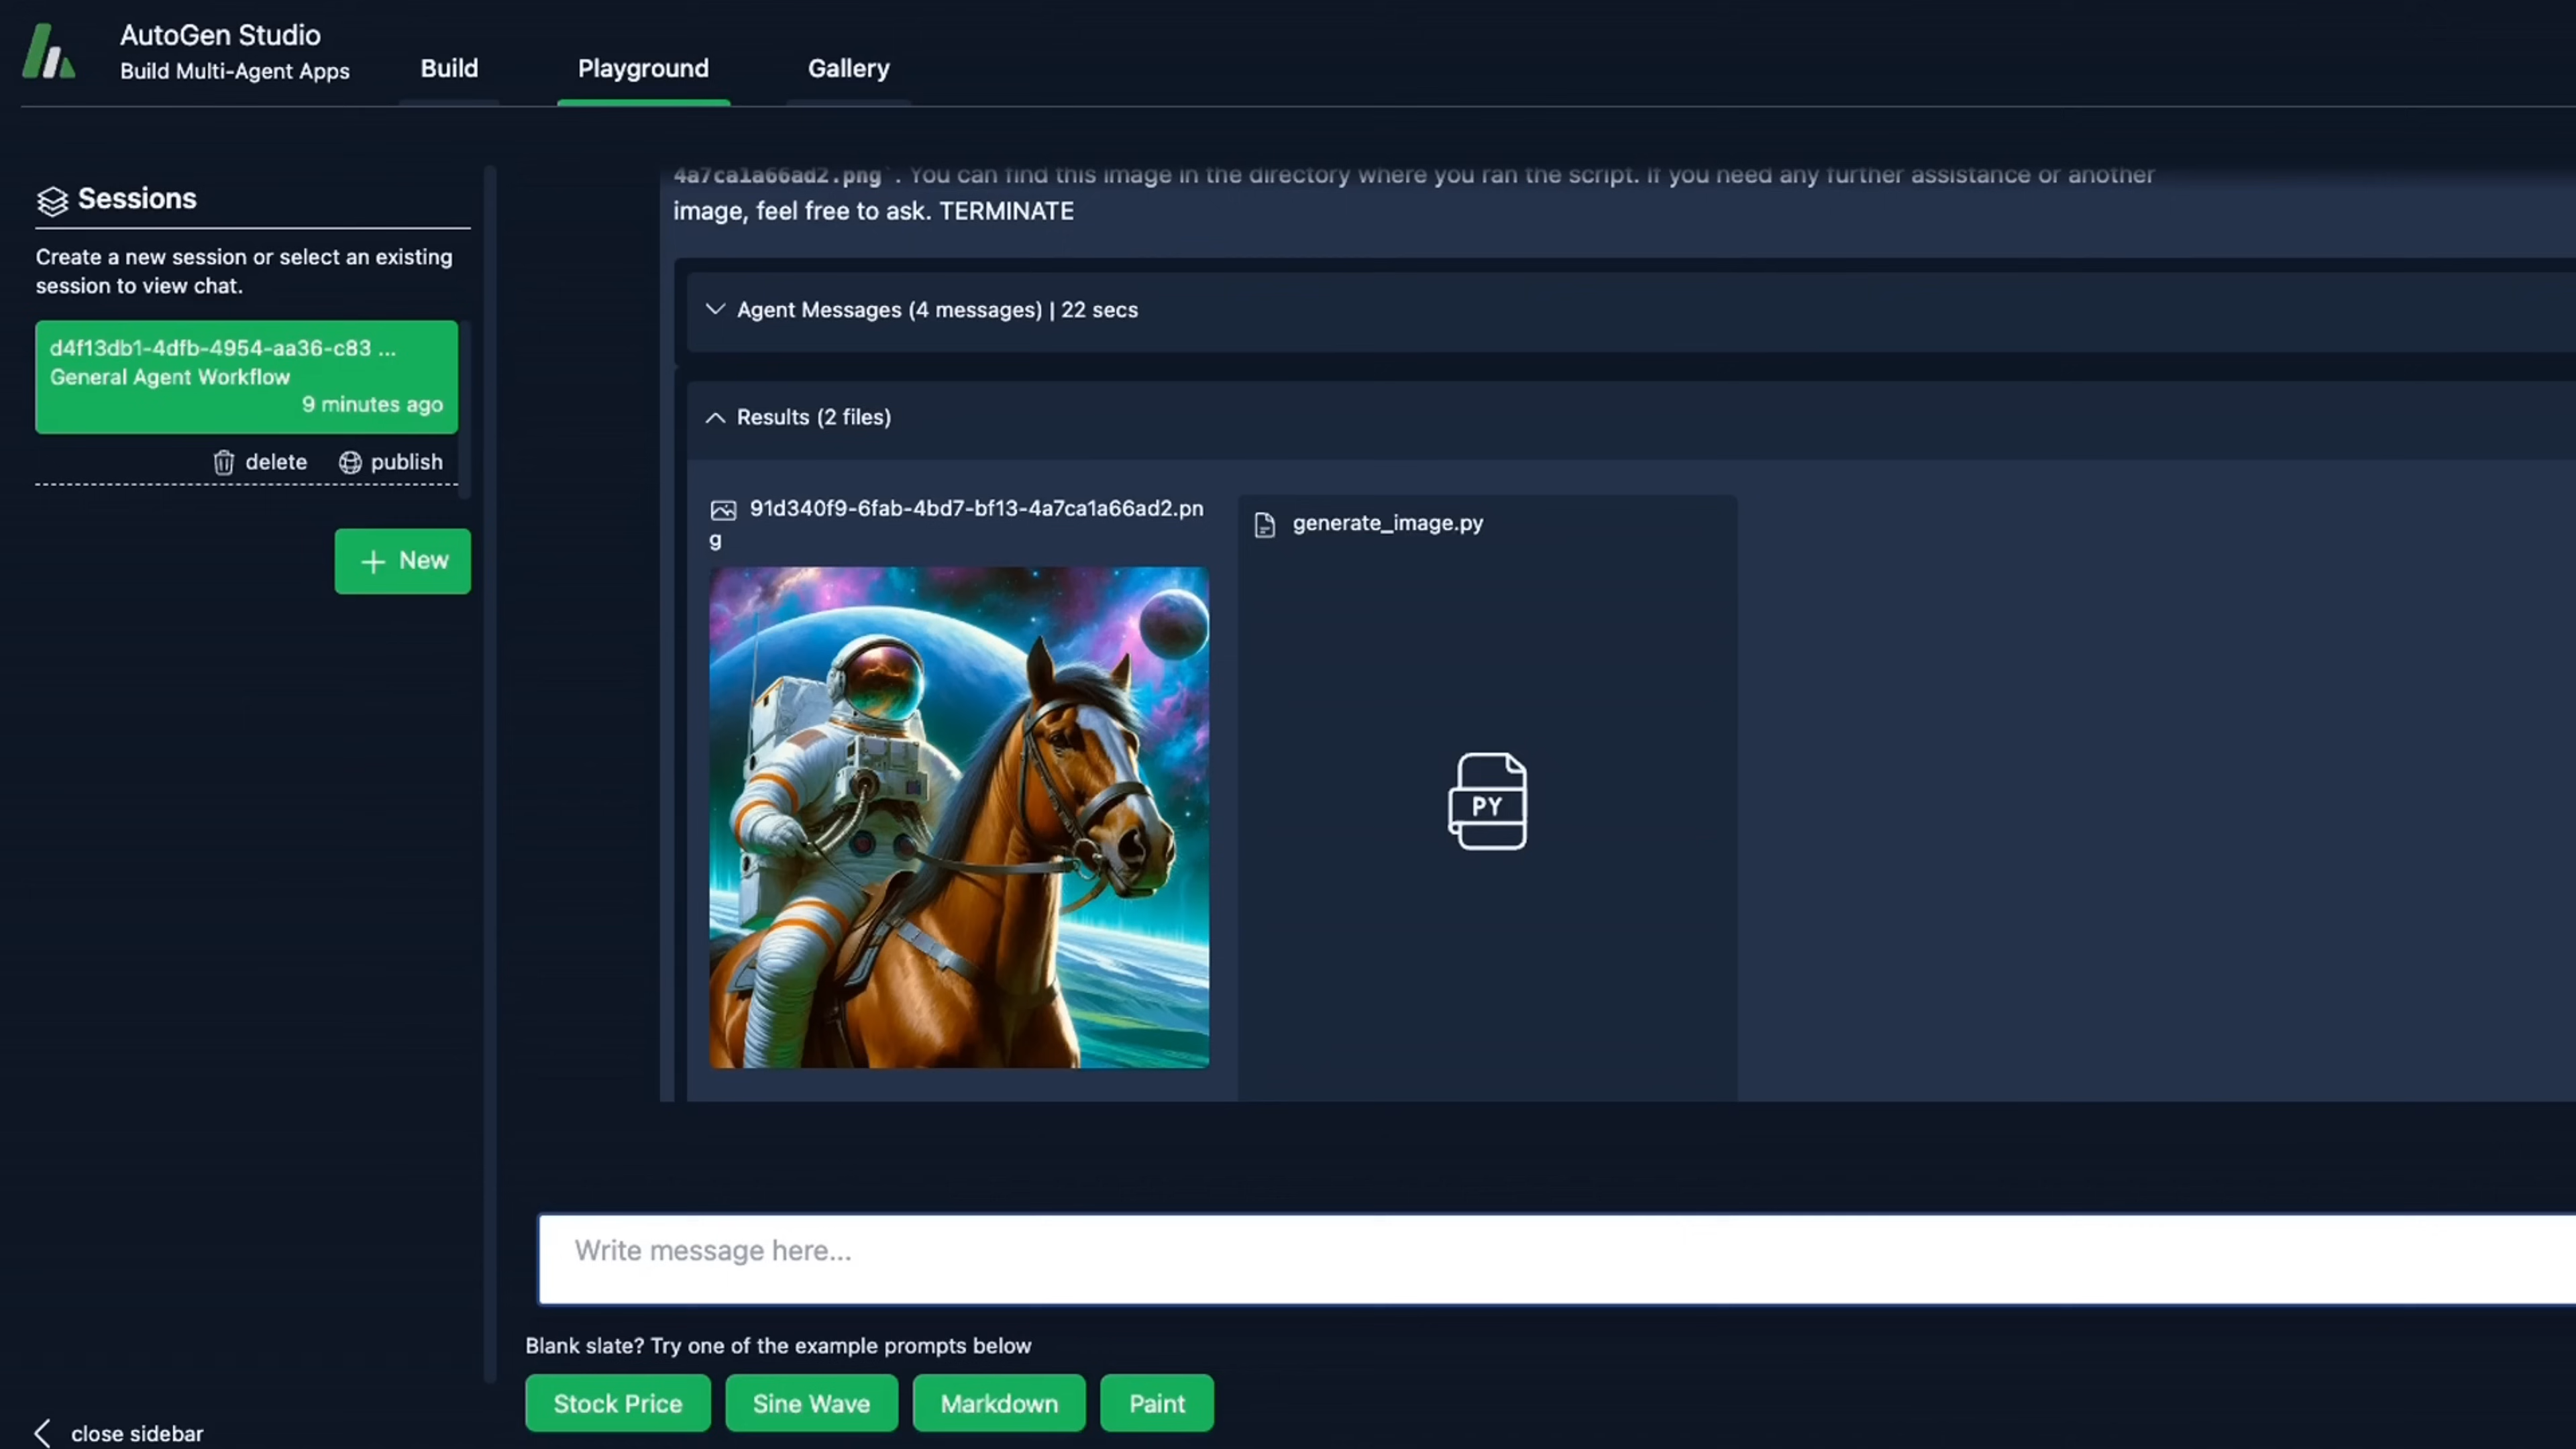 AutoGen Studio
Build Multi-Agent Apps
Build
Playground
Gallery
Sessions
Create a new session or select an existing
session to view chat.
d4f13db1-4dfb-4954-aa36-c83 ...
General Agent Workflow
9 minutes ago
delete
publish
New
close sidebar
4a7ca1a66ad2.png`. You can find this image in the directory where you ran the script. If you need any further assistance or another
image, feel free to ask. TERMINATE
Agent Messages (4 messages) | 22 secs
Results (2 files)
91d340f9-6fab-4bd7-bf13-4a7ca1a66ad2.pn
g
generate_image.py
PY
Write message here...
Blank slate? Try one of the example prompts below
Stock Price
Sine Wave
Markdown
Paint